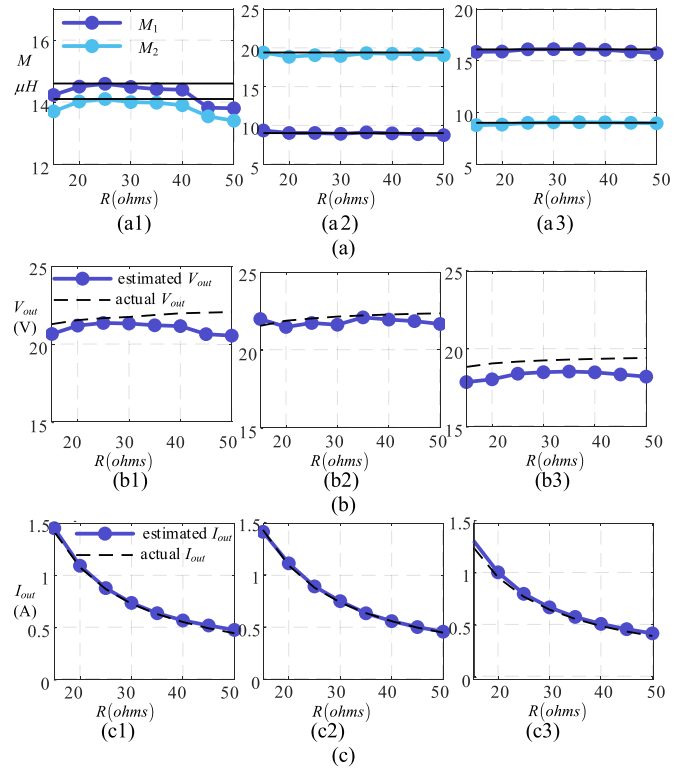 16
M
μH
14
12
M1
M2
20 30 40 50
R(ohms)
(a1)
25
20
15
10
5
20 30 40 50
R(ohms)
(a2)
20
15
10
5
20 30 40 50
R(ohms)
(a3)
(a)
25
Vout
(V)
20
15
estimated Vout
actual Vout
20 30 40 50
R(ohms)
(b1)
25
20
15
20 30 40 50
R(ohms)
(b2)
25
20
15
20 30 40 50
R(ohms)
(b3)
(b)
1.5
1
Iout
(A)
0.5
0
estimated Iout
actual Iout
20 30 40 50
R(ohms)
(c1)
1.5
1
0.5
0
20 30 40 50
R(ohms)
(c2)
1.5
1
0.5
0
20 30 40 50
R(ohms)
(c3)
(c)